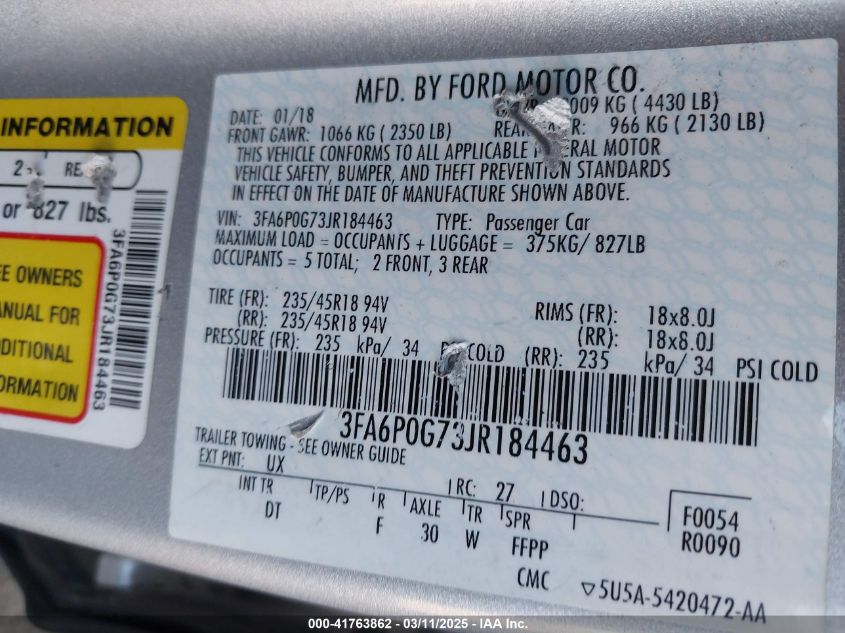 MFD. BY FORD MOTOR CO.
DATE: 01/18
009 KG ( 4430 LB)
FRONT GAWR: 1066 KG ( 2350 LB)
966 KG ( 2130 LB)
THIS VEHICLE CONFORMS TO ALL APPLICABLE MOTOR
VEHICLE SAFETY, BUMPER, AND THEFT PREVENTION STANDARDS
IN EFFECT ON THE DATE OF MANUFACTURE SHOWN ABOVE.
VIN: 3FA6P0G73JR184463 TYPE: Passenger Car
MAXIMUM LOAD = OCCUPANTS + LUGGAGE = 375KG/ 827LB
OCCUPANTS = 5 TOTAL; 2 FRONT, 3 REAR
TIRE (FR): 235/45R18 94V RIMS (FR): 18x8.0J
(RR): 235/45R18 94V (RR): 18x8.0J
PRESSURE (FR): 235 kPa/ 34 COLD (RR): 235 kPa/ 34 PSI COLD
3FA6P0G73JR184463
TRAILER TOWING - SEE OWNER GUIDE
EXT PNT: UX RC: 27 DSO:
INT TR TP/PS R AXLE TR SPR F0054
DT F 30 W FFPP R0090
CMC 5U5A-5420472-AA
INFORMATION
or 827 lbs.
EE OWNERS
ANUAL FOR
DDITIONAL
ORMATION
3FA6P0G73JR184463
000-41763862 - 03/11/2025 - IAA Inc.